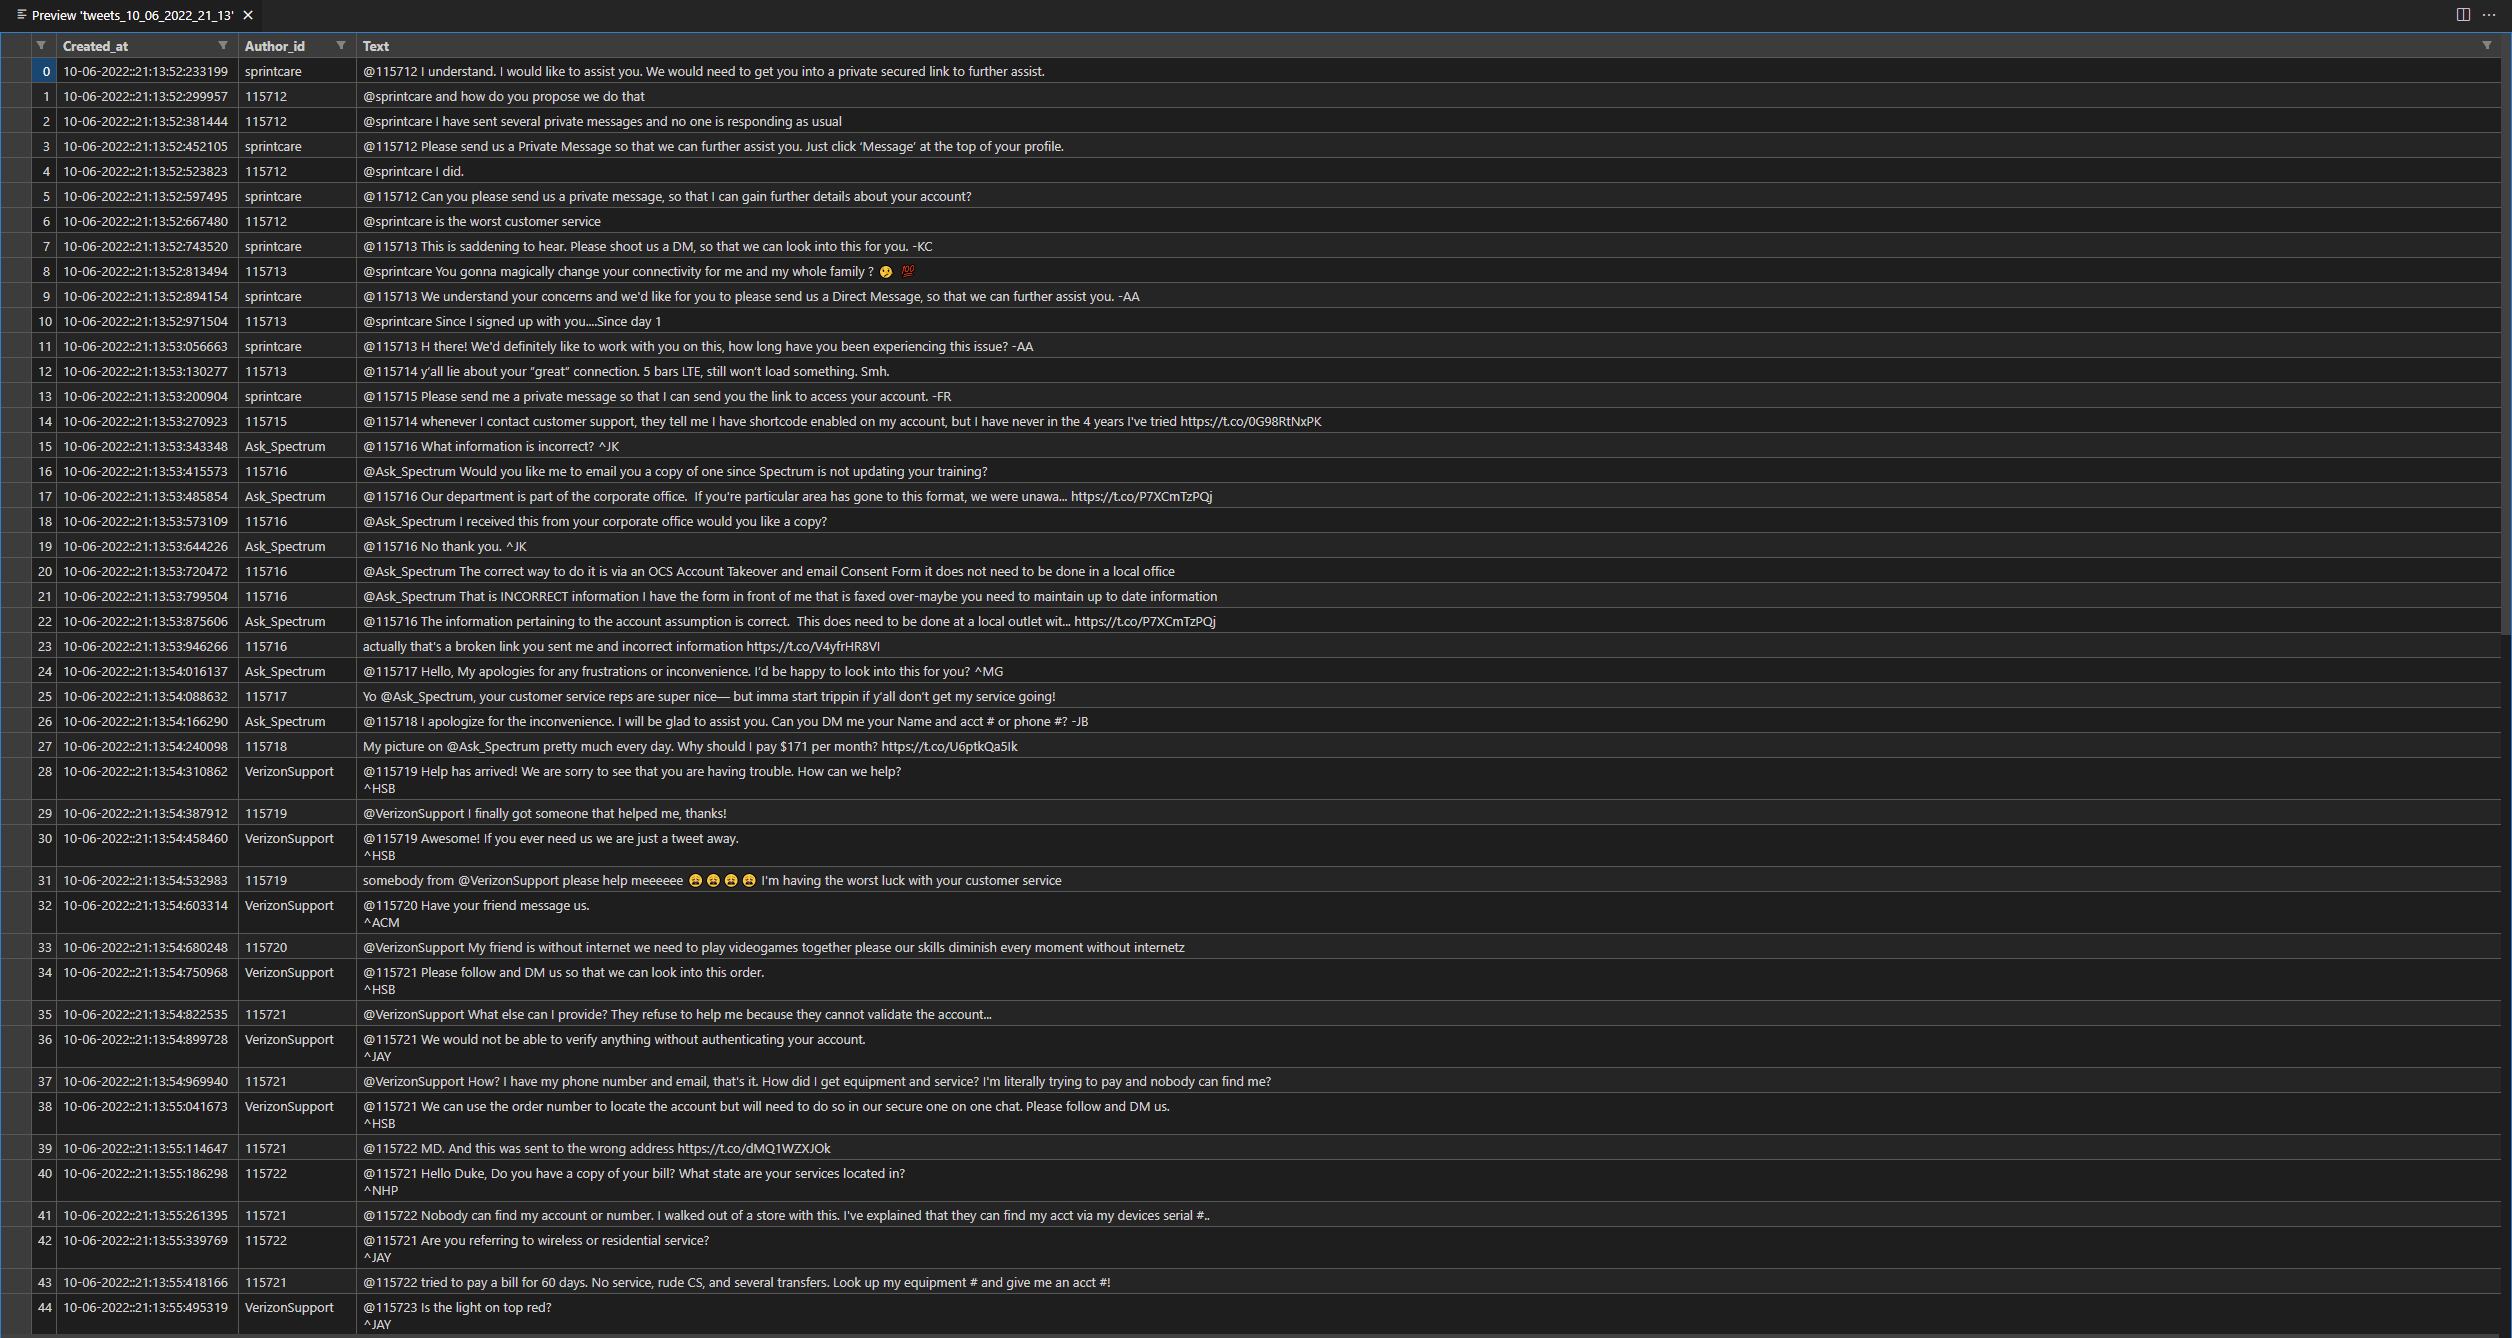 Preview 'tweets_10_06_2022_21_13'
Created_at Author_id Text
0 10-06-2022::21:13:52:233199 sprintcare @115712 I understand. I would like to assist you. We would need to get you into a private secured link to further assist.
1 10-06-2022::21:13:52:299957 115712 @sprintcare and how do you propose we do that
2 10-06-2022::21:13:52:381444 115712 @sprintcare I have sent several private messages and no one is responding as usual
3 10-06-2022::21:13:52:452105 sprintcare @115712 Please send us a Private Message so that we can further assist you. Just click ‘Message’ at the top of your profile.
4 10-06-2022::21:13:52:523823 115712 @sprintcare I did.
5 10-06-2022::21:13:52:597495 sprintcare @115712 Can you please send us a private message, so that I can gain further details about your account?
6 10-06-2022::21:13:52:667480 115712 @sprintcare is the worst customer service
7 10-06-2022::21:13:52:743520 sprintcare @115713 This is saddening to hear. Please shoot us a DM, so that we can look into this for you. -KC
8 10-06-2022::21:13:52:813494 115713 @sprintcare You gonna magically change your connectivity for me and my whole family ? 🤥 💯
9 10-06-2022::21:13:52:894154 sprintcare @115713 We understand your concerns and we'd like for you to please send us a Direct Message, so that we can further assist you. -AA
10 10-06-2022::21:13:52:971504 115713 @sprintcare Since I signed up with you....Since day 1
11 10-06-2022::21:13:53:056663 sprintcare @115713 H there! We'd definitely like to work with you on this, how long have you been experiencing this issue? -AA
12 10-06-2022::21:13:53:130277 115713 @115714 y’all lie about your “great” connection. 5 bars LTE, still won’t load something. Smh.
13 10-06-2022::21:13:53:200904 sprintcare @115715 Please send me a private message so that I can send you the link to access your account. -FR
14 10-06-2022::21:13:53:270923 115715 @115714 whenever I contact customer support, they tell me I have shortcode enabled on my account, but I have never in the 4 years I've tried https://t.co/0G98RtNxPK
15 10-06-2022::21:13:53:343348 Ask_Spectrum @115716 What information is incorrect? ^JK
16 10-06-2022::21:13:53:415573 115716 @Ask_Spectrum Would you like me to email you a copy of one since Spectrum is not updating your training?
17 10-06-2022::21:13:53:485854 Ask_Spectrum @115716 Our department is part of the corporate office.  If you're particular area has gone to this format, we were unawa... https://t.co/P7XCmTzPQj
18 10-06-2022::21:13:53:573109 115716 @Ask_Spectrum I received this from your corporate office would you like a copy?
19 10-06-2022::21:13:53:644226 Ask_Spectrum @115716 No thank you. ^JK
20 10-06-2022::21:13:53:720472 115716 @Ask_Spectrum The correct way to do it is via an OCS Account Takeover and email Consent Form it does not need to be done in a local office
21 10-06-2022::21:13:53:799504 115716 @Ask_Spectrum That is INCORRECT information I have the form in front of me that is faxed over-maybe you need to maintain up to date information
22 10-06-2022::21:13:53:875606 Ask_Spectrum @115716 The information pertaining to the account assumption is correct.  This does need to be done at a local outlet wit... https://t.co/P7XCmTzPQj
23 10-06-2022::21:13:53:946266 115716 actually that's a broken link you sent me and incorrect information https://t.co/V4yfrHR8VI
24 10-06-2022::21:13:54:016137 Ask_Spectrum @115717 Hello, My apologies for any frustrations or inconvenience. I’d be happy to look into this for you? ^MG
25 10-06-2022::21:13:54:088632 115717 Yo @Ask_Spectrum, your customer service reps are super nice— but imma start trippin if y’all don’t get my service going!
26 10-06-2022::21:13:54:166290 Ask_Spectrum @115718 I apologize for the inconvenience. I will be glad to assist you. Can you DM me your Name and acct # or phone #? -JB
27 10-06-2022::21:13:54:240098 115718 My picture on @Ask_Spectrum pretty much every day. Why should I pay $171 per month? https://t.co/U6ptkQa5Ik
28 10-06-2022::21:13:54:310862 VerizonSupport @115719 Help has arrived! We are sorry to see that you are having trouble. How can we help?
^HSB
29 10-06-2022::21:13:54:387912 115719 @VerizonSupport I finally got someone that helped me, thanks!
30 10-06-2022::21:13:54:458460 VerizonSupport @115719 Awesome! If you ever need us we are just a tweet away.
^HSB
31 10-06-2022::21:13:54:532983 115719 somebody from @VerizonSupport please help meeeeee 😩😩😩😩 I'm having the worst luck with your customer service
32 10-06-2022::21:13:54:603314 VerizonSupport @115720 Have your friend message us.
^ACM
33 10-06-2022::21:13:54:680248 115720 @VerizonSupport My friend is without internet we need to play videogames together please our skills diminish every moment without internetz
34 10-06-2022::21:13:54:750968 VerizonSupport @115721 Please follow and DM us so that we can look into this order.
^HSB
35 10-06-2022::21:13:54:822535 115721 @VerizonSupport What else can I provide? They refuse to help me because they cannot validate the account...
36 10-06-2022::21:13:54:899728 VerizonSupport @115721 We would not be able to verify anything without authenticating your account.
^JAY
37 10-06-2022::21:13:54:969940 115721 @VerizonSupport How? I have my phone number and email, that's it. How did I get equipment and service? I'm literally trying to pay and nobody can find me?
38 10-06-2022::21:13:55:041673 VerizonSupport @115721 We can use the order number to locate the account but will need to do so in our secure one on one chat. Please follow and DM us.
^HSB
39 10-06-2022::21:13:55:114647 115721 @115722 MD. And this was sent to the wrong address https://t.co/dMQ1WZXJOk
40 10-06-2022::21:13:55:186298 115722 @115721 Hello Duke, Do you have a copy of your bill? What state are your services located in?
^NHP
41 10-06-2022::21:13:55:261395 115721 @115722 Nobody can find my account or number. I walked out of a store with this. I've explained that they can find my acct via my devices serial #..
42 10-06-2022::21:13:55:339769 115722 @115721 Are you referring to wireless or residential service?
^JAY
43 10-06-2022::21:13:55:418166 115721 @115722 tried to pay a bill for 60 days. No service, rude CS, and several transfers. Look up my equipment # and give me an acct #!
44 10-06-2022::21:13:55:495319 VerizonSupport @115723 Is the light on top red?
^JAY